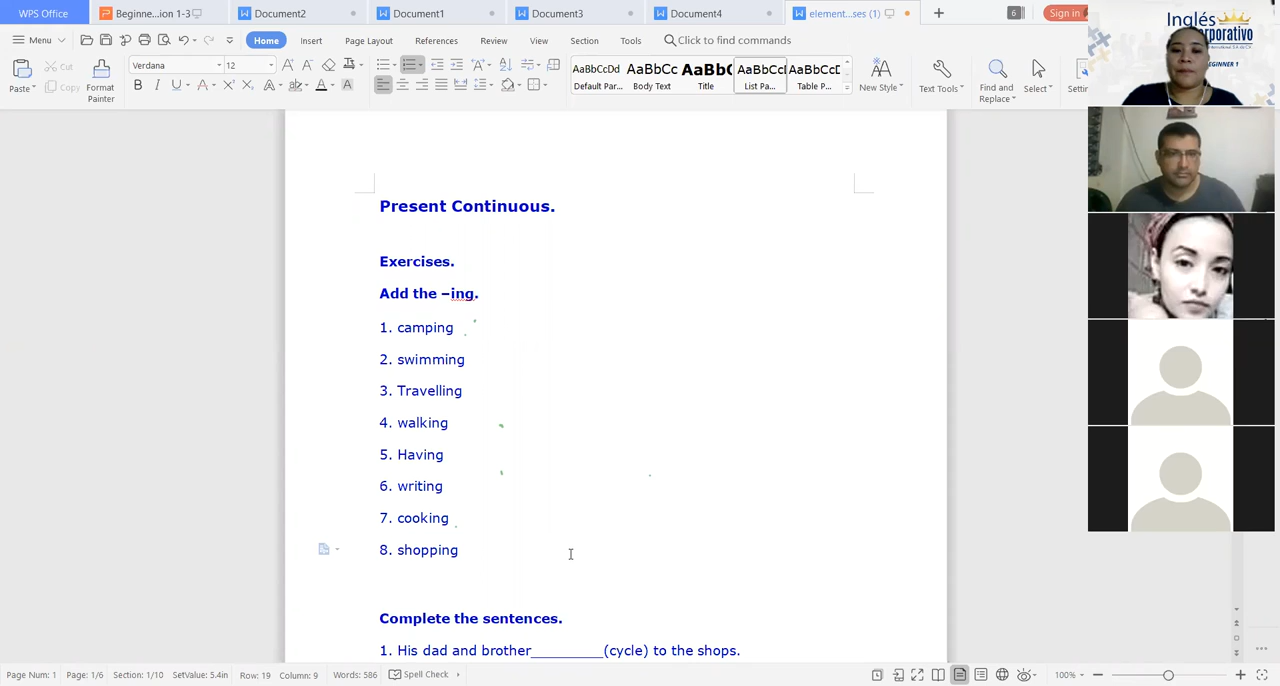 WPS Office Beginne...ion 1-3 Document2 Document1 Document3 Document4 element...ses (1) 6 Sign in
Menu Home Insert Page Layout References Review View Section Tools Click to find commands
Paste Cut Copy Format Painter Verdana 12 AaBbCcDd AaBbCc AaBb( AaBbCcl AaBbCcD
Default Par... Body Text Title List Pa... Table P... New Style Text Tools Find and Replace Select
Inglés
BEGINNER 1
Present Continuous.
Exercises.
Add the –ing.
1. camping
2. swimming
3. Travelling
4. walking
5. Having
6. writing
7. cooking
8. shopping
Complete the sentences.
1. His dad and brother_________(cycle) to the shops.
Page Num: 1 Page: 1/6 Section: 1/10 SetValue: 5.4in Row: 19 Column: 9 Words: 586 Spell Check 100%